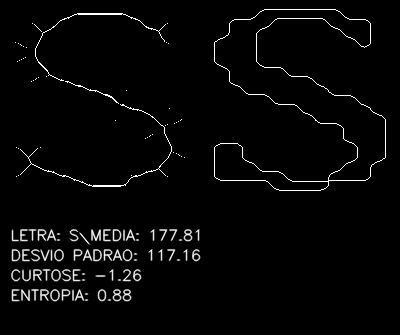 S S
LETRA: S\MEDIA: 177.81
DESVIO PADRAO: 117.16
CURTOSE: -1.26
ENTROPIA: 0.88